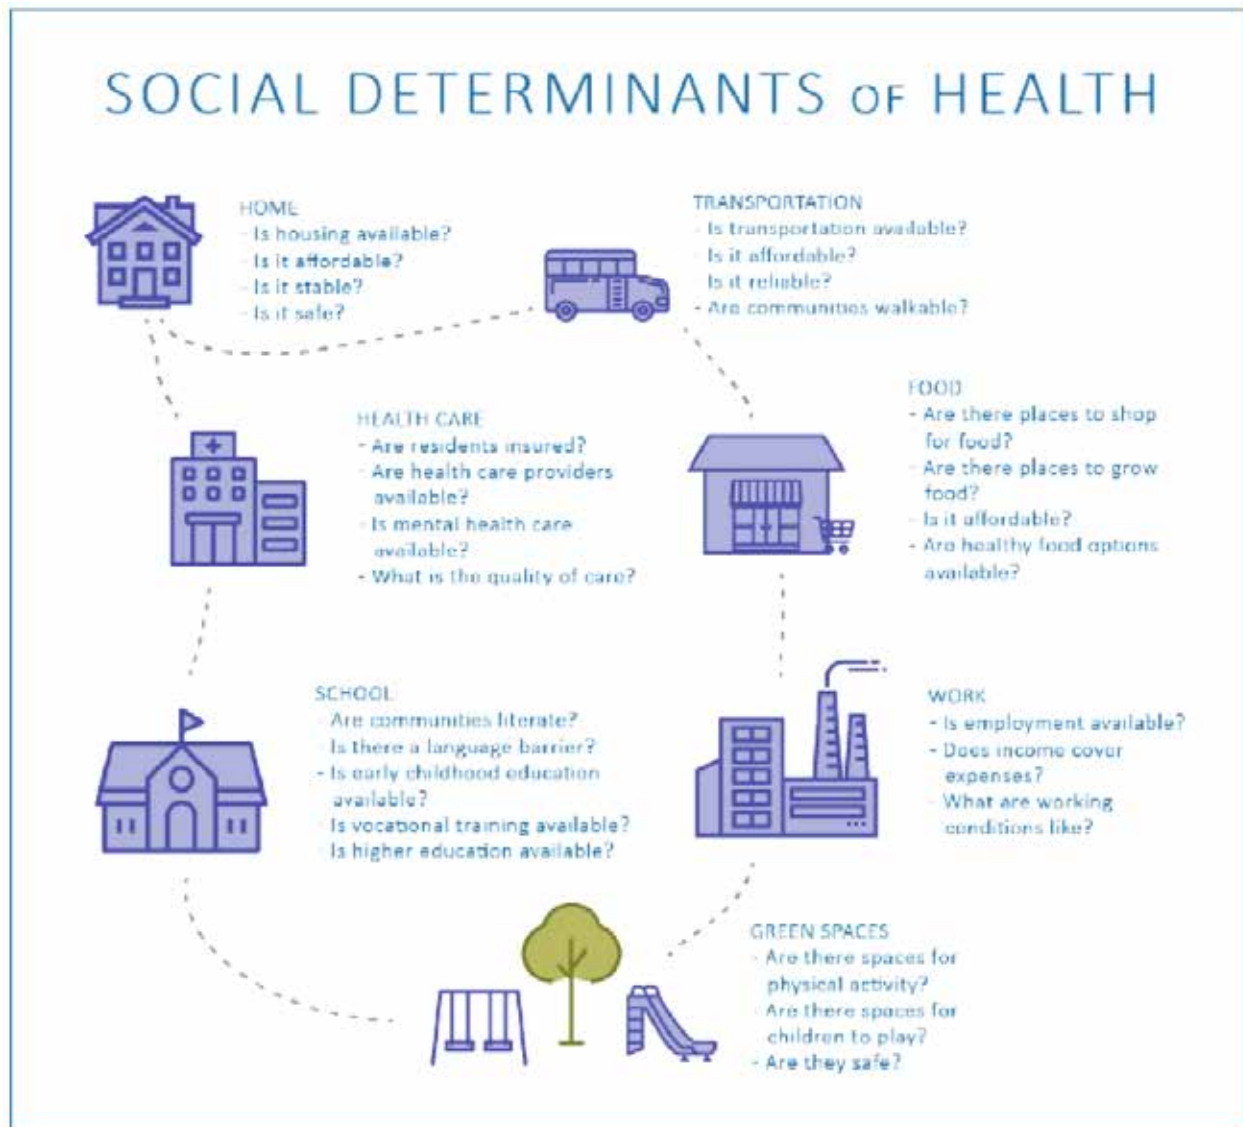 SOCIAL DETERMINANTS OF HEALTH
HOME
- Is housing available?
- Is it affordable?
- Is it stable?
- Is it safe?
TRANSPORTATION
- Is transportation available?
- Is it affordable?
- Is it reliable?
- Are communities walkable?
HEALTH CARE
- Are residents insured?
- Are health care providers
available?
- Is mental health care
available?
- What is the quality of care?
FOOD
- Are there places to shop
for food?
- Are there places to grow
food?
- Is it affordable?
- Are healthy food options
available?
SCHOOL
- Are communities literate?
- Is there a language barrier?
- Is early childhood education
available?
- Is vocational training available?
- Is higher education available?
WORK
- Is employment available?
- Does income cover
expenses?
- What are working
conditions like?
GREEN SPACES
- Are there spaces for
physical activity?
- Are there spaces for
children to play?
- Are they safe?